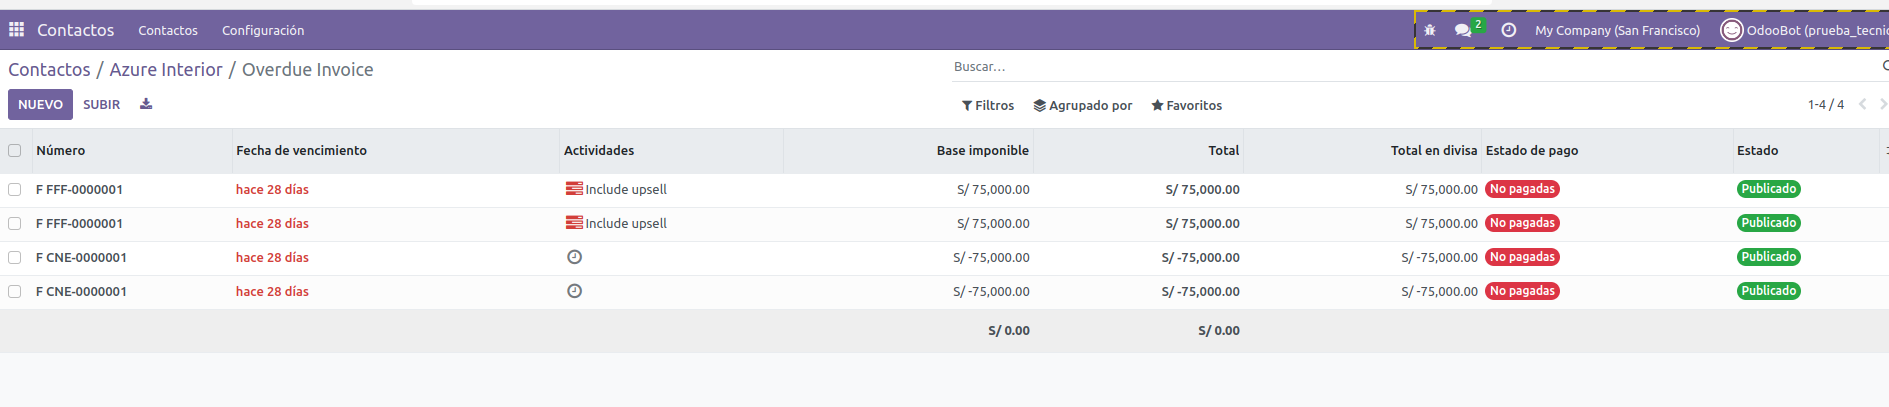 Contactos Contactos Configuración 2 My Company (San Francisco) OdooBot (prueba_tecnic
Contactos / Azure Interior / Overdue Invoice Buscar...
NUEVO SUBIR Filtros Agrupado por Favoritos 1-4 / 4
Número Fecha de vencimiento Actividades Base imponible Total Total en divisa Estado de pago Estado
F FFF-0000001 hace 28 días Include upsell S/ 75,000.00 S/ 75,000.00 S/ 75,000.00 No pagadas Publicado
F FFF-0000001 hace 28 días Include upsell S/ 75,000.00 S/ 75,000.00 S/ 75,000.00 No pagadas Publicado
F CNE-0000001 hace 28 días S/ -75,000.00 S/ -75,000.00 S/ -75,000.00 No pagadas Publicado
F CNE-0000001 hace 28 días S/ -75,000.00 S/ -75,000.00 S/ -75,000.00 No pagadas Publicado
S/ 0.00 S/ 0.00